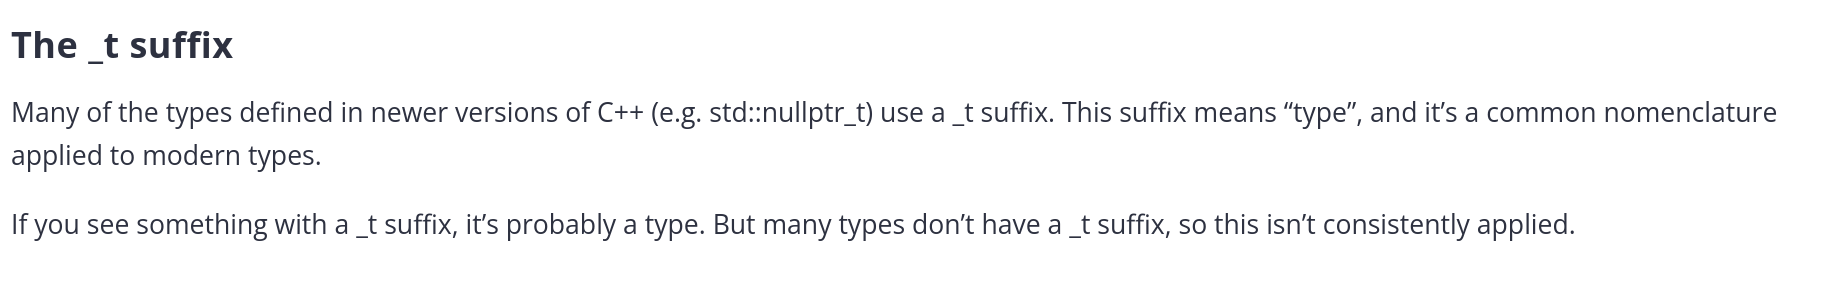 The _t suffix
Many of the types defined in newer versions of C++ (e.g. std::nullptr_t) use a _t suffix. This suffix means “type”, and it’s a common nomenclature
applied to modern types.
If you see something with a _t suffix, it’s probably a type. But many types don’t have a _t suffix, so this isn’t consistently applied.